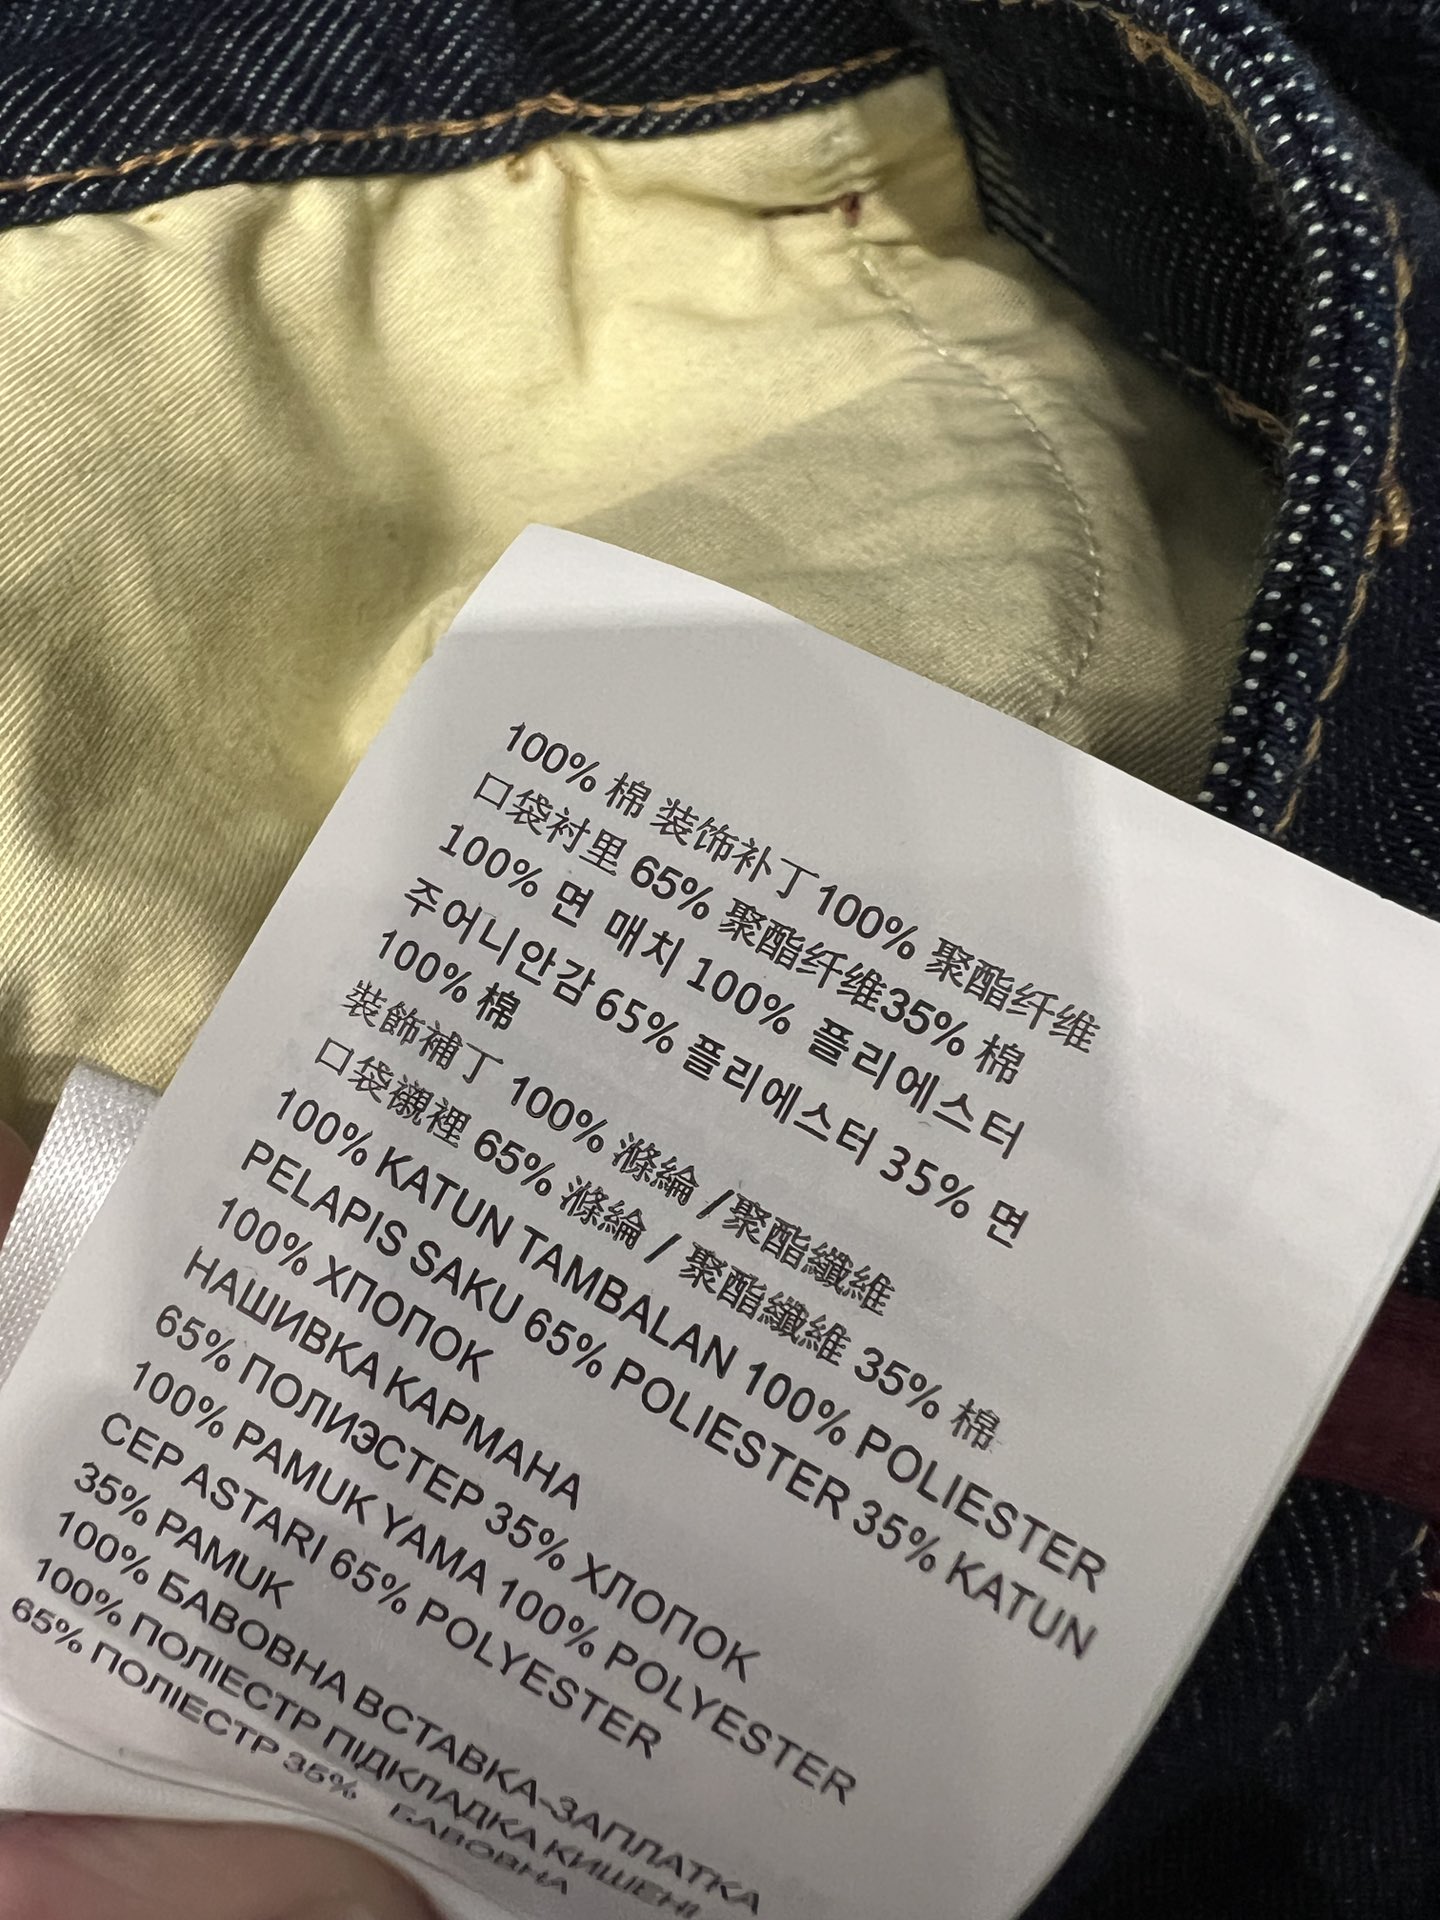 100% 棉 装饰补丁100% 聚酯纤维
口袋衬里 65% 聚酯纤维35% 棉
100% 면 매치 100% 플리에스터
주어니안감 65% 플리에스터 35% 면
100% 棉
裝飾補丁 100% 滌綸 /聚酯纖維
口袋襯裡 65% 滌綸 / 聚酯纖維 35% 棉
100% KATUN TAMBALAN 100% POLIESTER
PELAPIS SAKU 65% POLIESTER 35% KATUN
100% ХПОПОК
НАШИВКА КАРМАНА
65% ПОЛИЭСТЕР 35% ХЛОПОК
100% PAMUK YAMA 100% POLYESTER
CEP ASTARI 65% POLYESTER
35% PAMUK
100% БАВОВНА ВСТАВКА-ЗАПЛАТКА
100% ПОЛІЕСТР ПІДКЛАДКА КИШЕНІ
65% ПОЛІЕСТР 35% БАВОВНА